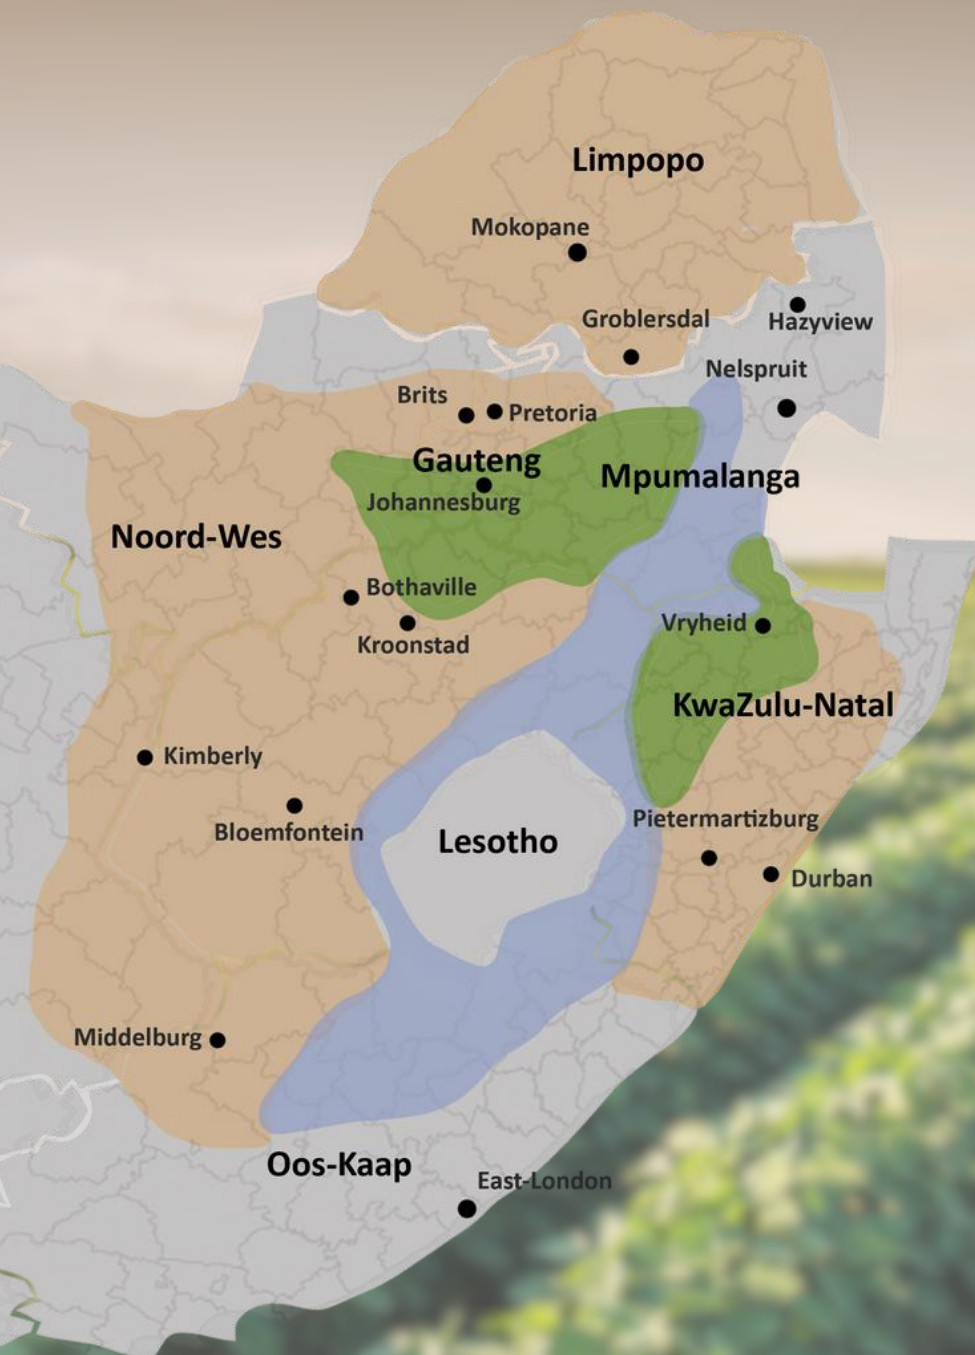 Limpopo
Mokopane
Groblersdal
Hazyview
Nelspruit
Brits
Pretoria
Gauteng
Mpumalanga
Johannesburg
Noord-Wes
Bothaville
Vryheid
Kroonstad
KwaZulu-Natal
Kimberly
Pietermartizburg
Bloemfontein
Lesotho
Durban
Middelburg
Oos-Kaap
East-London